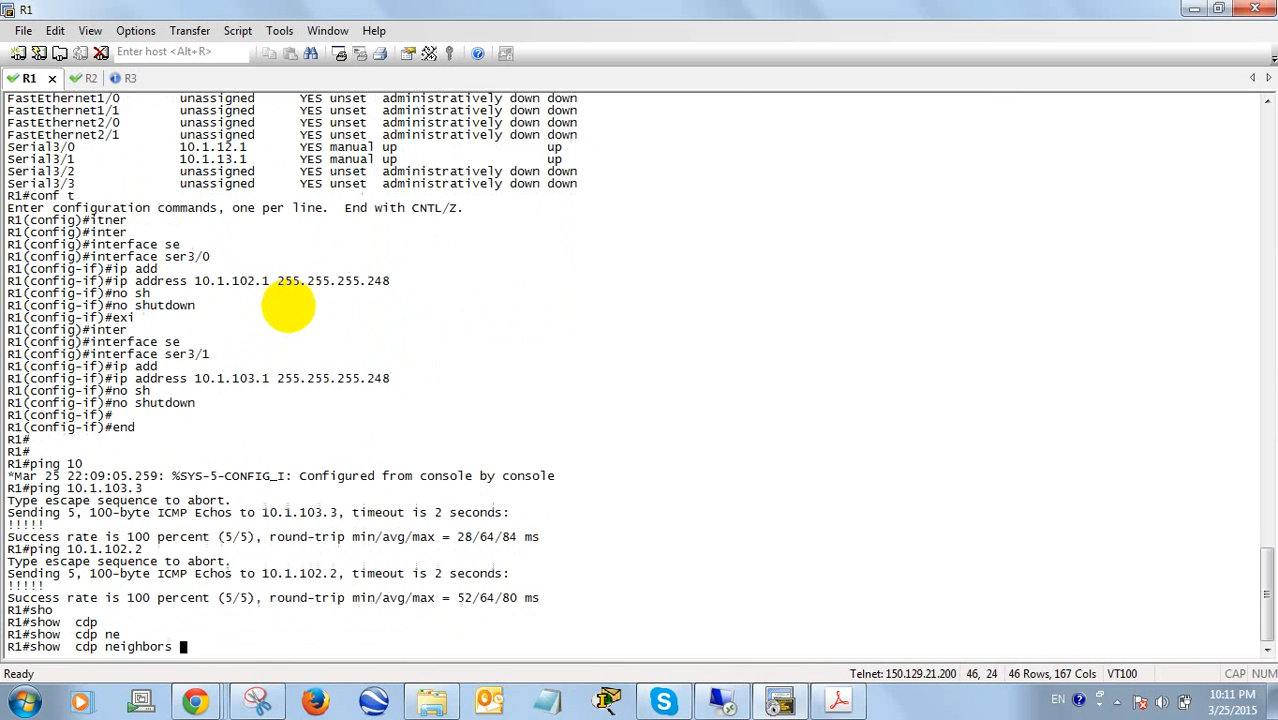 R1
File Edit View Options Transfer Script Tools Window Help
Enter host <Alt+R>
R1 R2 R3
FastEthernet1/0 unassigned YES unset administratively down down
FastEthernet1/1 unassigned YES unset administratively down down
FastEthernet2/0 unassigned YES unset administratively down down
FastEthernet2/1 unassigned YES unset administratively down down
Serial3/0 10.1.12.1 YES manual up up
Serial3/1 10.1.13.1 YES manual up up
Serial3/2 unassigned YES unset administratively down down
Serial3/3 unassigned YES unset administratively down down
R1#conf t
Enter configuration commands, one per line. End with CNTL/Z.
R1(config)#itner
R1(config)#inter
R1(config)#interface se
R1(config)#interface ser3/0
R1(config-if)#ip add
R1(config-if)#ip address 10.1.102.1 255.255.255.248
R1(config-if)#no sh
R1(config-if)#no shutdown
R1(config-if)#exi
R1(config)#inter
R1(config)#interface se
R1(config)#interface ser3/1
R1(config-if)#ip add
R1(config-if)#ip address 10.1.103.1 255.255.255.248
R1(config-if)#no sh
R1(config-if)#no shutdown
R1(config-if)#
R1(config-if)#end
R1#
R1#
R1#ping 10
*Mar 25 22:09:05.259: %SYS-5-CONFIG_I: Configured from console by console
R1#ping 10.1.103.3
Type escape sequence to abort.
Sending 5, 100-byte ICMP Echos to 10.1.103.3, timeout is 2 seconds:
!!!!!
Success rate is 100 percent (5/5), round-trip min/avg/max = 28/64/84 ms
R1#ping 10.1.102.2
Type escape sequence to abort.
Sending 5, 100-byte ICMP Echos to 10.1.102.2, timeout is 2 seconds:
!!!!!
Success rate is 100 percent (5/5), round-trip min/avg/max = 52/64/80 ms
R1#sho
R1#show cdp
R1#show cdp ne
R1#show cdp neighbors
Ready Telnet: 150.129.21.200 46, 24 46 Rows, 167 Cols VT100 CAP NUM
EN 10:11 PM
3/25/2015